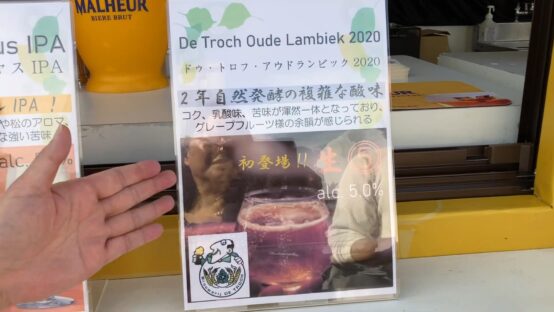 MALHEUR
BIERE BRUT
us IPA
ス IPA
IPA !
や松のアロマ
な強い苦味
alc.
De Troch Oude Lambiek 2020
ドゥ・トロフ・アウドランビック 2020
2年自然発酵の複雑な酸味
コク、乳酸味、苦味が渾然一体となっており、
グレープフルーツ様の余韻が感じられる
初登場!! 生
alc 5.0%
BROUWERIJ DE TROCH